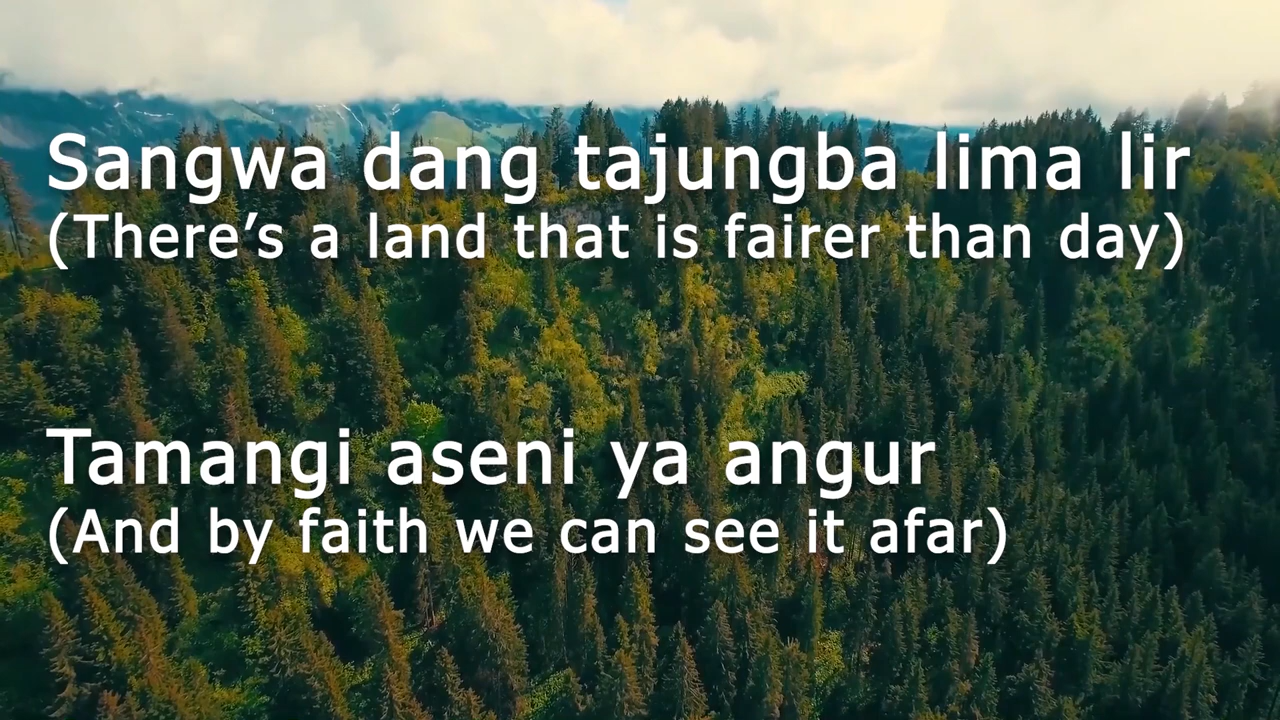 Sangwa dang tajungba lima lir
(There’s a land that is fairer than day)
Tamangi aseni ya angur
(And by faith we can see it afar)